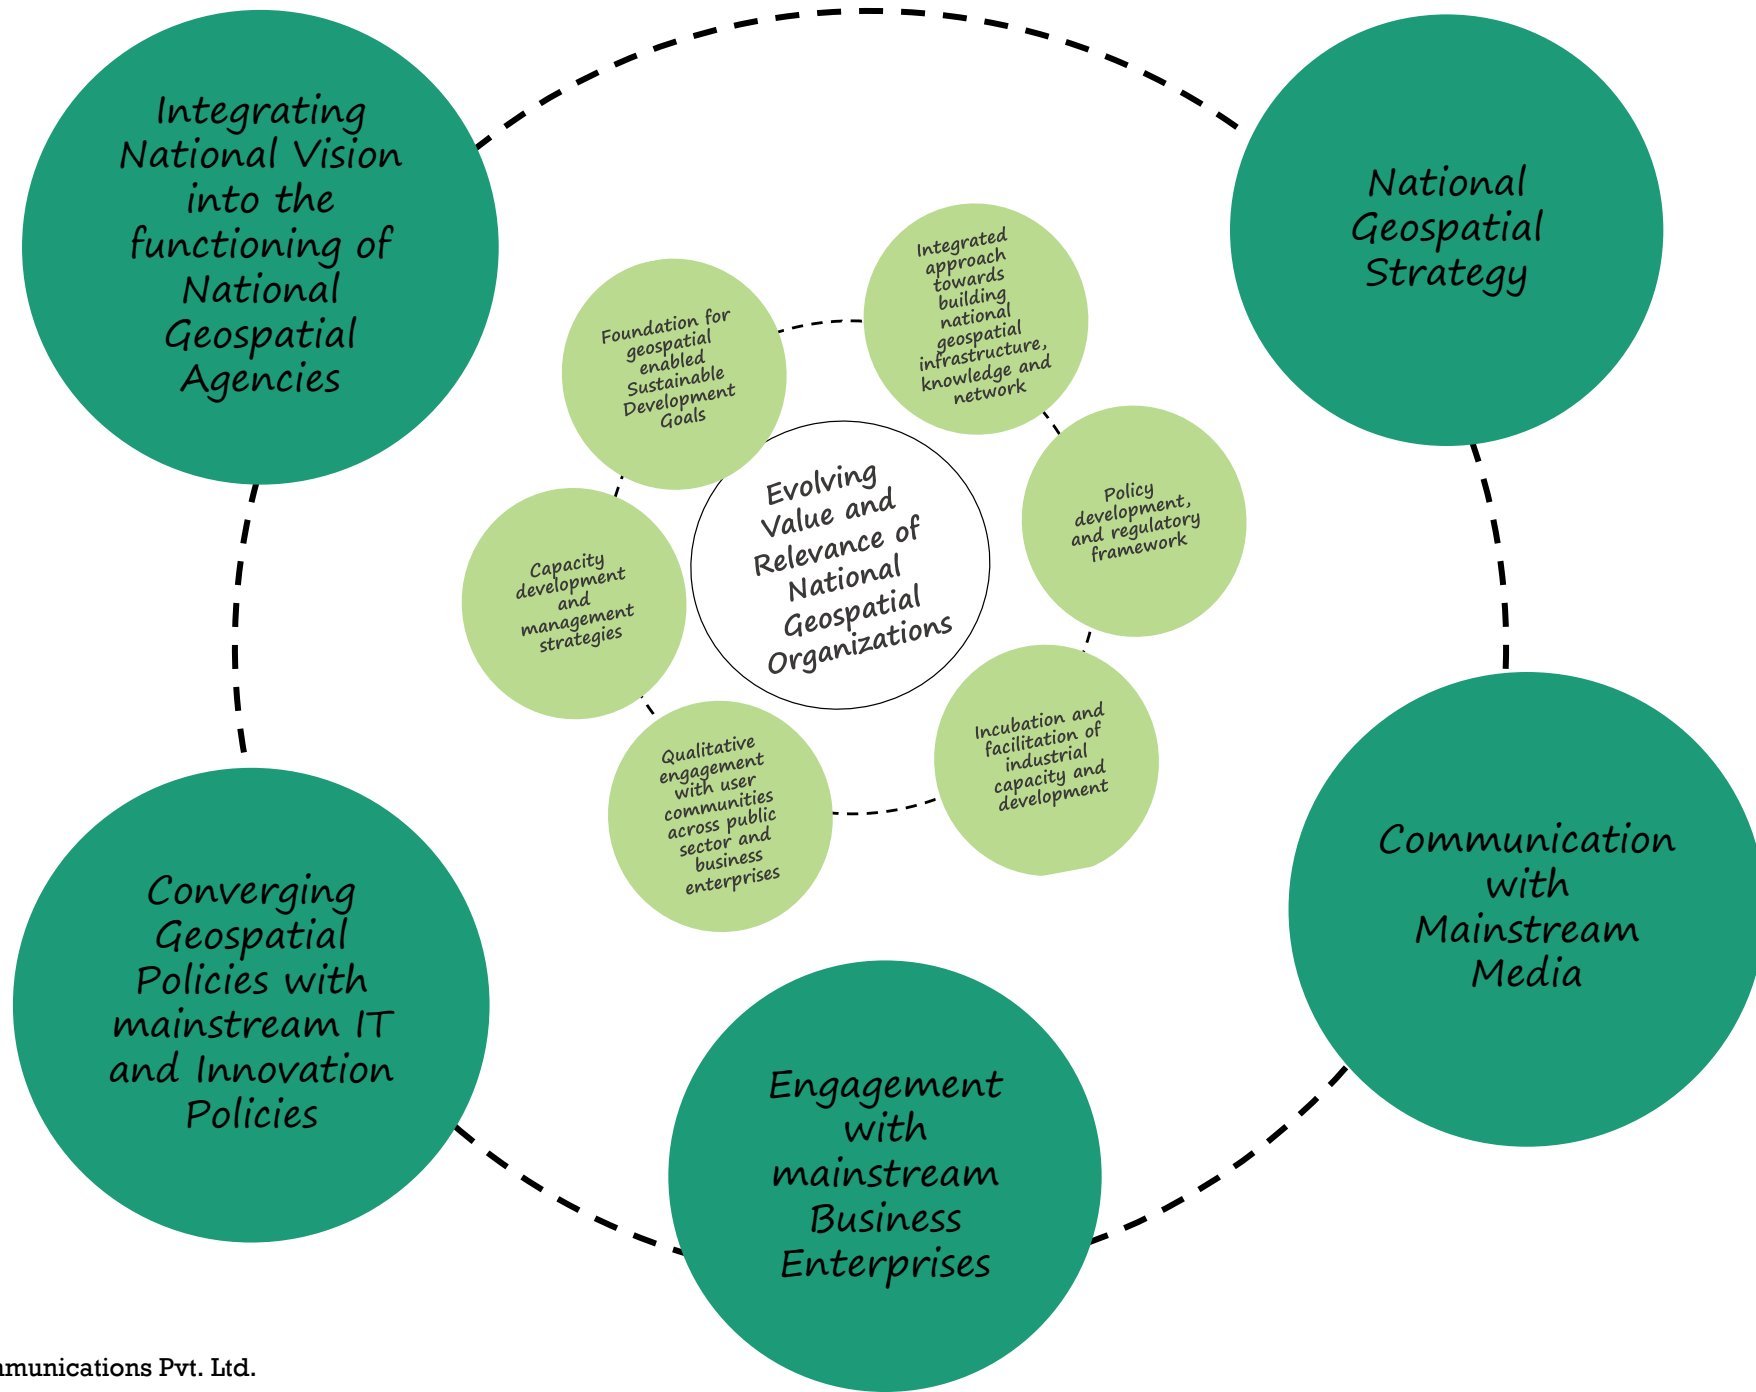 Integrating
National Vision
into the
functioning of
National
Geospatial
Agencies
National
Geospatial
Strategy
Integrated
approach
towards
building
national
geospatial
infrastructure,
knowledge and
network
Foundation for
geospatial
enabled
Sustainable
Development
Goals
Policy
development,
and regulatory
framework
Evolving
Value and
Relevance of
National
Geospatial
Organizations
Capacity
development
and
management
strategies
Incubation and
facilitation of
industrial
capacity and
development
Qualitative
engagement
with user
communities
across public
sector and
business
enterprises
Communication
with
Mainstream
Media
Converging
Geospatial
Policies with
mainstream IT
and Innovation
Policies
Engagement
with
mainstream
Business
Enterprises
Pvt. Ltd.